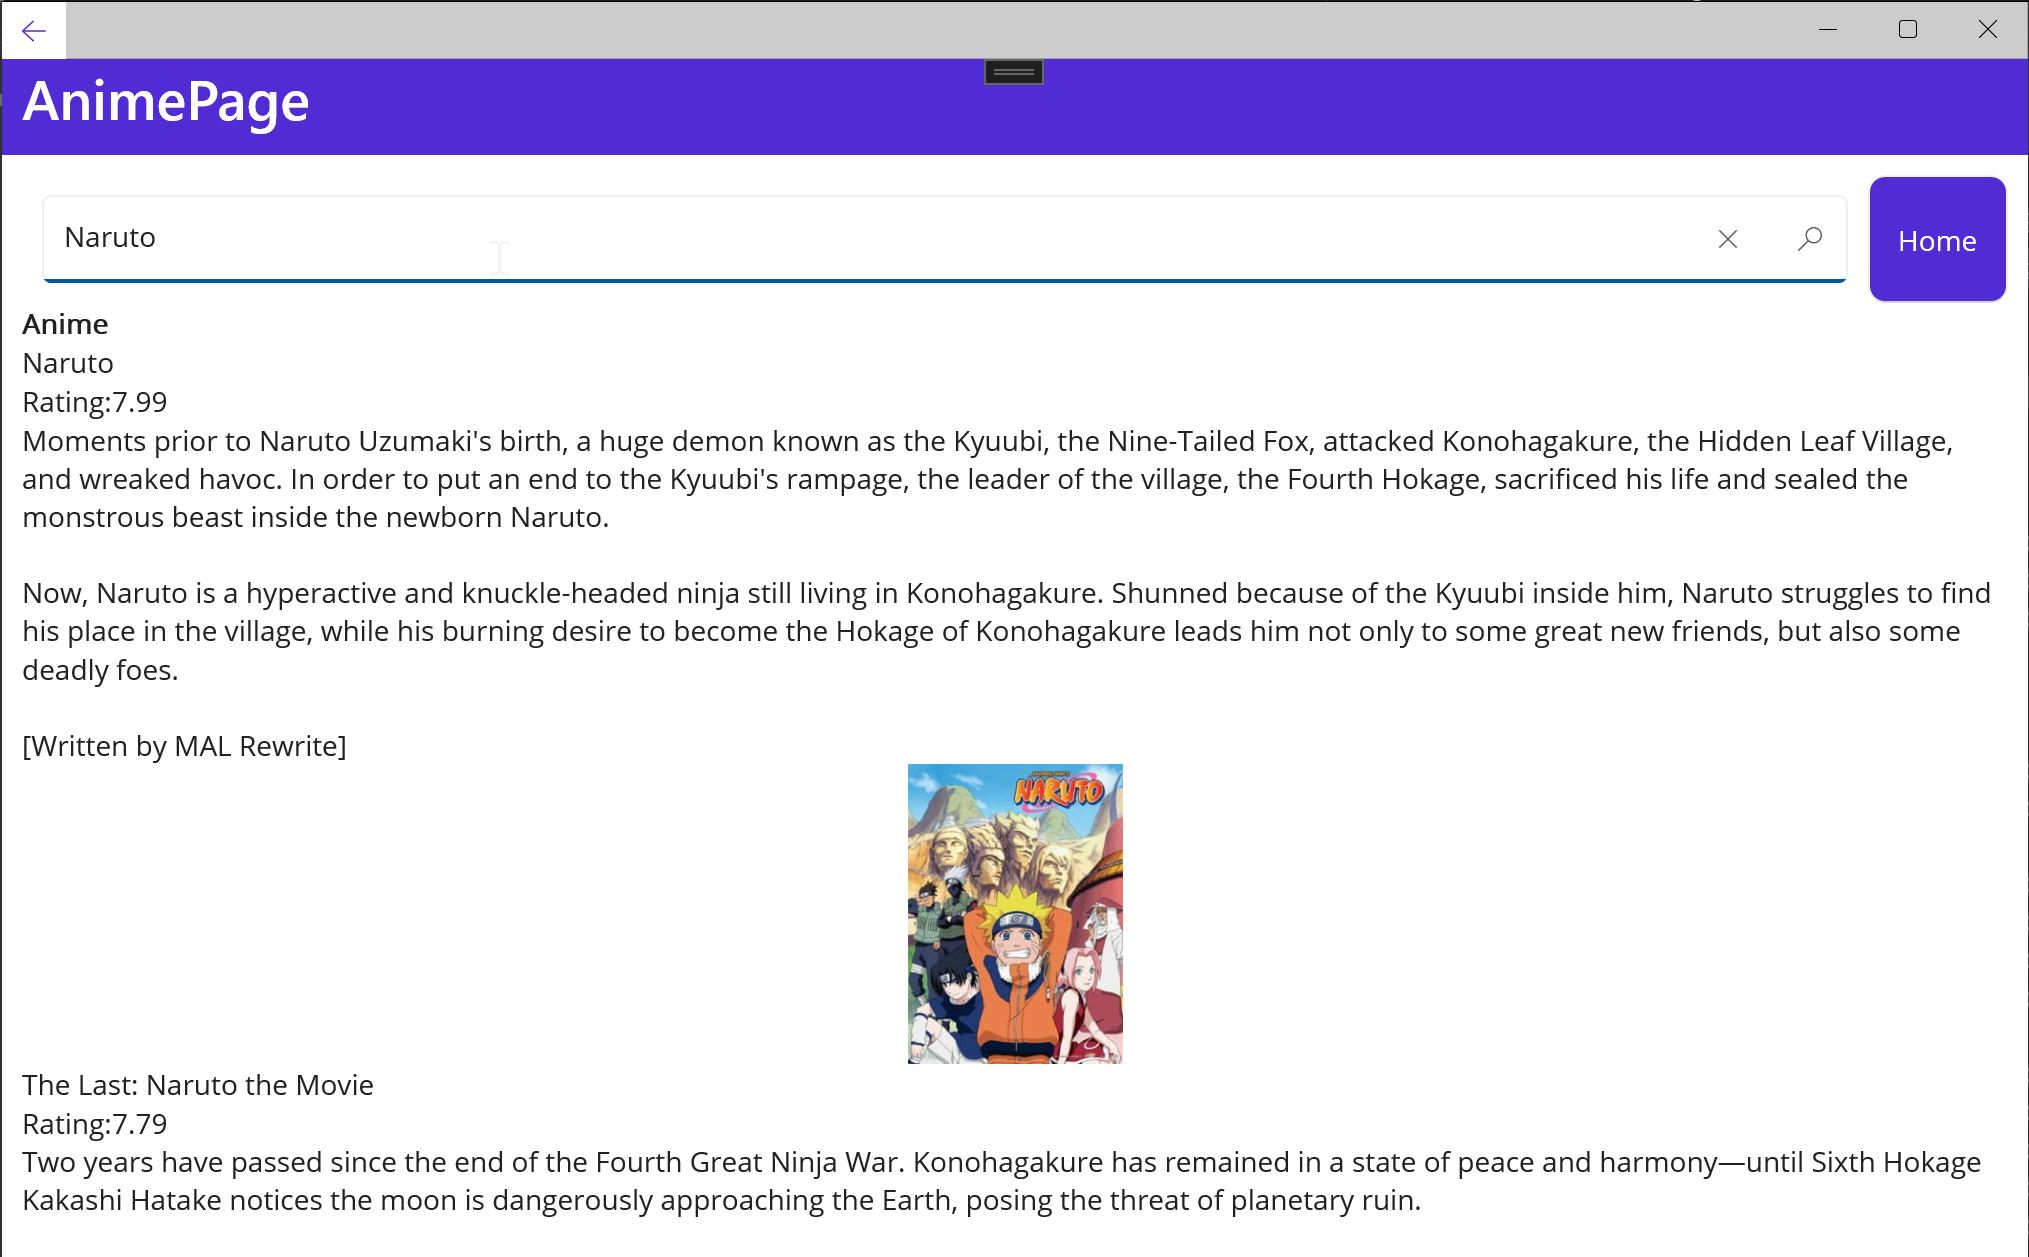 AnimePage
Naruto
Home
Anime
Naruto
Rating:7.99
Moments prior to Naruto Uzumaki's birth, a huge demon known as the Kyuubi, the Nine-Tailed Fox, attacked Konohagakure, the Hidden Leaf Village,
and wreaked havoc. In order to put an end to the Kyuubi's rampage, the leader of the village, the Fourth Hokage, sacrificed his life and sealed the
monstrous beast inside the newborn Naruto.
Now, Naruto is a hyperactive and knuckle-headed ninja still living in Konohagakure. Shunned because of the Kyuubi inside him, Naruto struggles to find
his place in the village, while his burning desire to become the Hokage of Konohagakure leads him not only to some great new friends, but also some
deadly foes.
[Written by MAL Rewrite]
NARUTO
The Last: Naruto the Movie
Rating:7.79
Two years have passed since the end of the Fourth Great Ninja War. Konohagakure has remained in a state of peace and harmony—until Sixth Hokage
Kakashi Hatake notices the moon is dangerously approaching the Earth, posing the threat of planetary ruin.